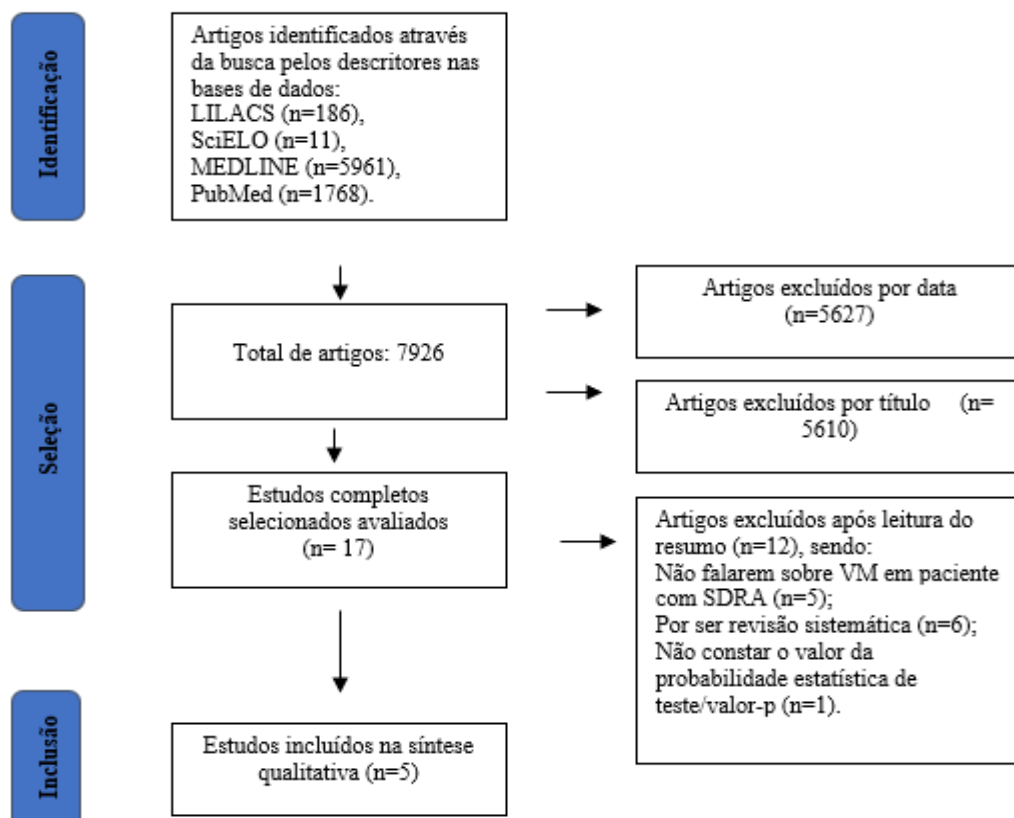 Identificação
Artigos identificados através
da busca pelos descritores nas
bases de dados:
LILACS (n=186),
SciELO (n=11),
MEDLINE (n=5961),
PubMed (n=1768).
Seleção
Total de artigos: 7926
Artigos excluídos por data
(n=5627)
Artigos excluídos por título (n=
5610)
Estudos completos
selecionados avaliados
(n= 17)
Artigos excluídos após leitura do
resumo (n=12), sendo:
Não falarem sobre VM em paciente
com SDRA (n=5);
Por ser revisão sistemática (n=6);
Não constar o valor da
probabilidade estatística de
teste/valor-p (n=1).
Inclusão
Estudos incluídos na síntese
qualitativa (n=5)